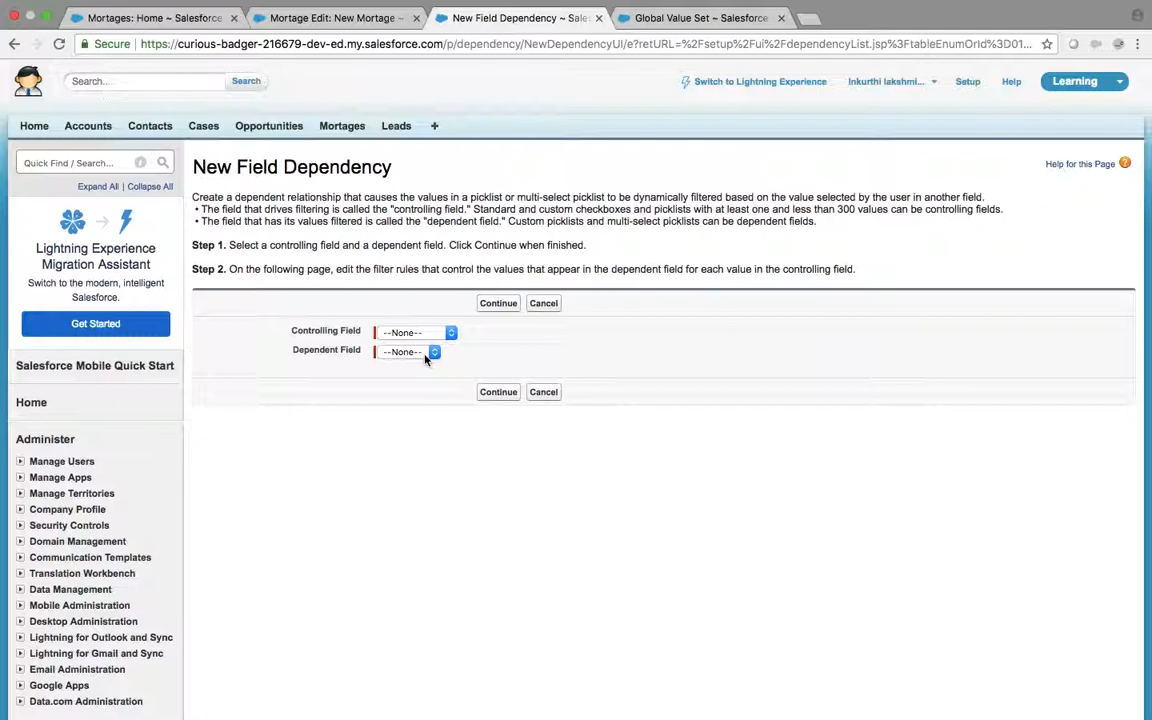 Mortages: Home ~ Salesforce
Mortage Edit: New Mortage ~
New Field Dependency ~ Sale
Global Value Set ~ Salesforce
Secure
https://curious-badger-216679-dev-ed.my.salesforce.com/p/dependency/NewDependencyUI/e?retURL=%2Fsetup%2Fui%2FdependencyList.jsp%3FtableEnumOrId%3D01...
Search...
Search
Switch to Lightning Experience
Inkurthi lakshmi...
Setup
Help
Learning
Home
Accounts
Contacts
Cases
Opportunities
Mortages
Leads
+
Quick Find / Search...
Expand All | Collapse All
Lightning Experience
Migration Assistant
Switch to the modern, intelligent
Salesforce.
Get Started
Salesforce Mobile Quick Start
Home
Administer
Manage Users
Manage Apps
Manage Territories
Company Profile
Security Controls
Domain Management
Communication Templates
Translation Workbench
Data Management
Mobile Administration
Desktop Administration
Lightning for Outlook and Sync
Lightning for Gmail and Sync
Email Administration
Google Apps
Data.com Administration
New Field Dependency
Help for this Page
Create a dependent relationship that causes the values in a picklist or multi-select picklist to be dynamically filtered based on the value selected by the user in another field.
• The field that drives filtering is called the "controlling field." Standard and custom checkboxes and picklists with at least one and less than 300 values can be controlling fields.
• The field that has its values filtered is called the "dependent field." Custom picklists and multi-select picklists can be dependent fields.
Step 1. Select a controlling field and a dependent field. Click Continue when finished.
Step 2. On the following page, edit the filter rules that control the values that appear in the dependent field for each value in the controlling field.
Continue
Cancel
Controlling Field
--None--
Dependent Field
--None--
Continue
Cancel